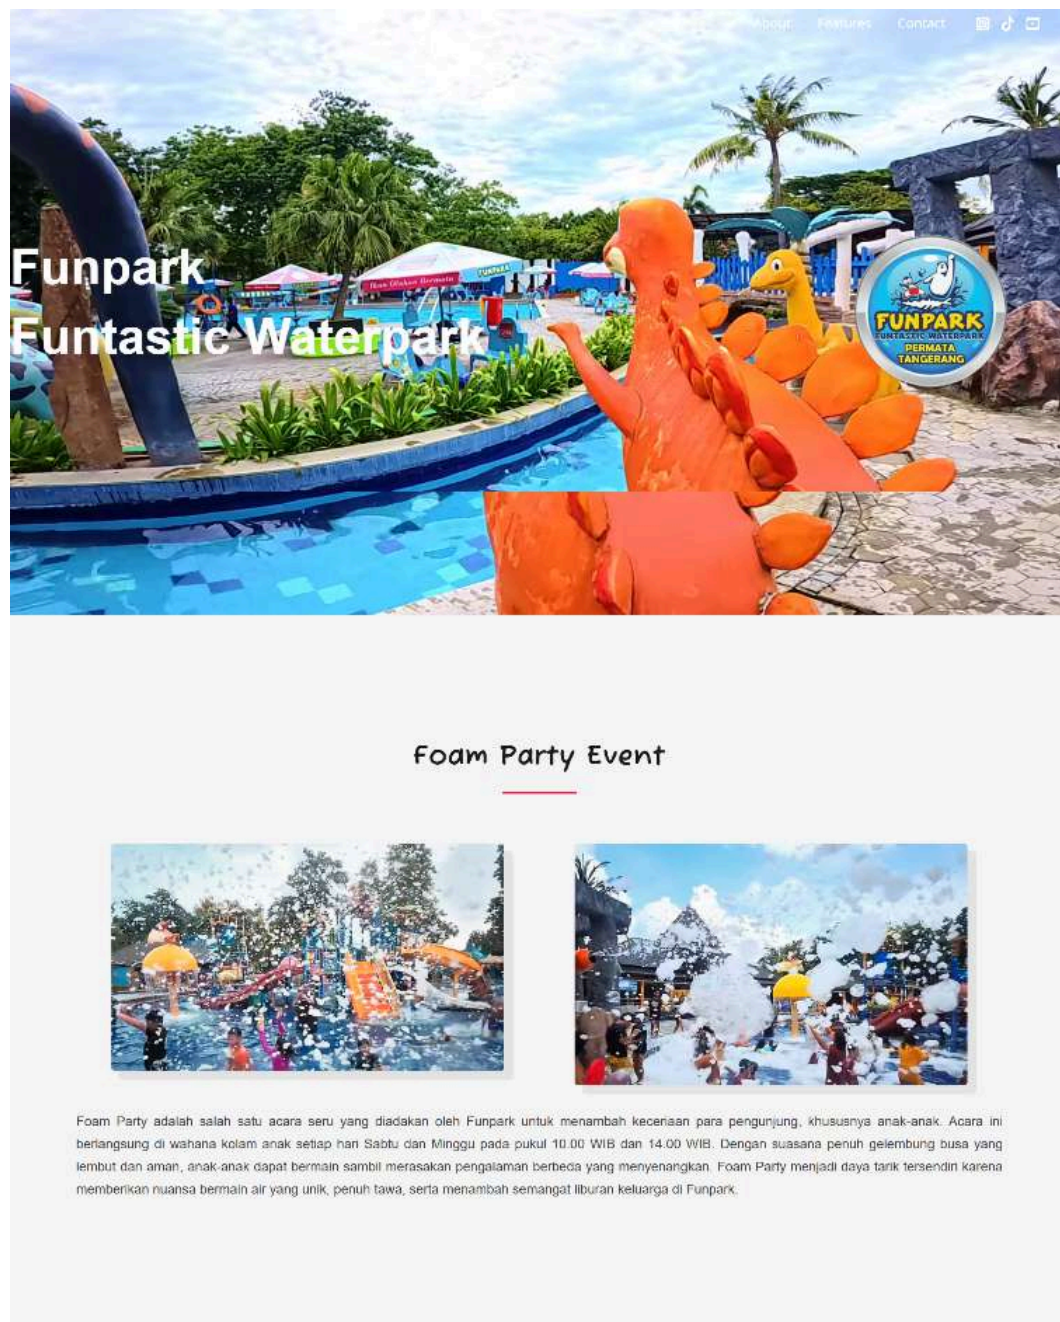 About Features Contact
Funpark
Funtastic Waterpark
Ikan Olahan Bermutu
FUNPARK
FUNPARK
FUNTASTIC WATERPARK
PERMATA
TANGERANG
Foam Party Event
Foam Party adalah salah satu acara seru yang diadakan oleh Funpark untuk menambah keceriaan para pengunjung, khususnya anak-anak. Acara ini
berlangsung di wahana kolam anak setiap hari Sabtu dan Minggu pada pukul 10.00 WIB dan 14.00 WIB. Dengan suasana penuh gelembung busa yang
lembut dan aman, anak-anak dapat bermain sambil merasakan pengalaman berbeda yang menyenangkan. Foam Party menjadi daya tarik tersendiri karena
memberikan nuansa bermain air yang unik, penuh tawa, serta menambah semangat liburan keluarga di Funpark.